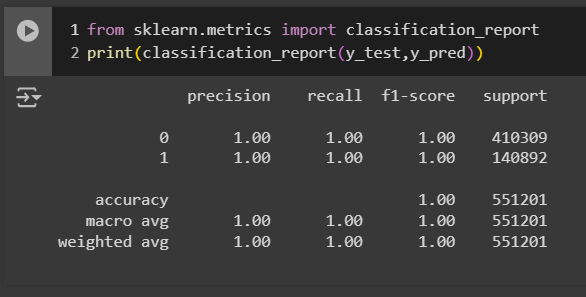 1 from sklearn.metrics import classification_report
2 print(classification_report(y_test,y_pred))
precision recall f1-score support
0 1.00 1.00 1.00 410309
1 1.00 1.00 1.00 140892
accuracy 1.00 551201
macro avg 1.00 1.00 1.00 551201
weighted avg 1.00 1.00 1.00 551201